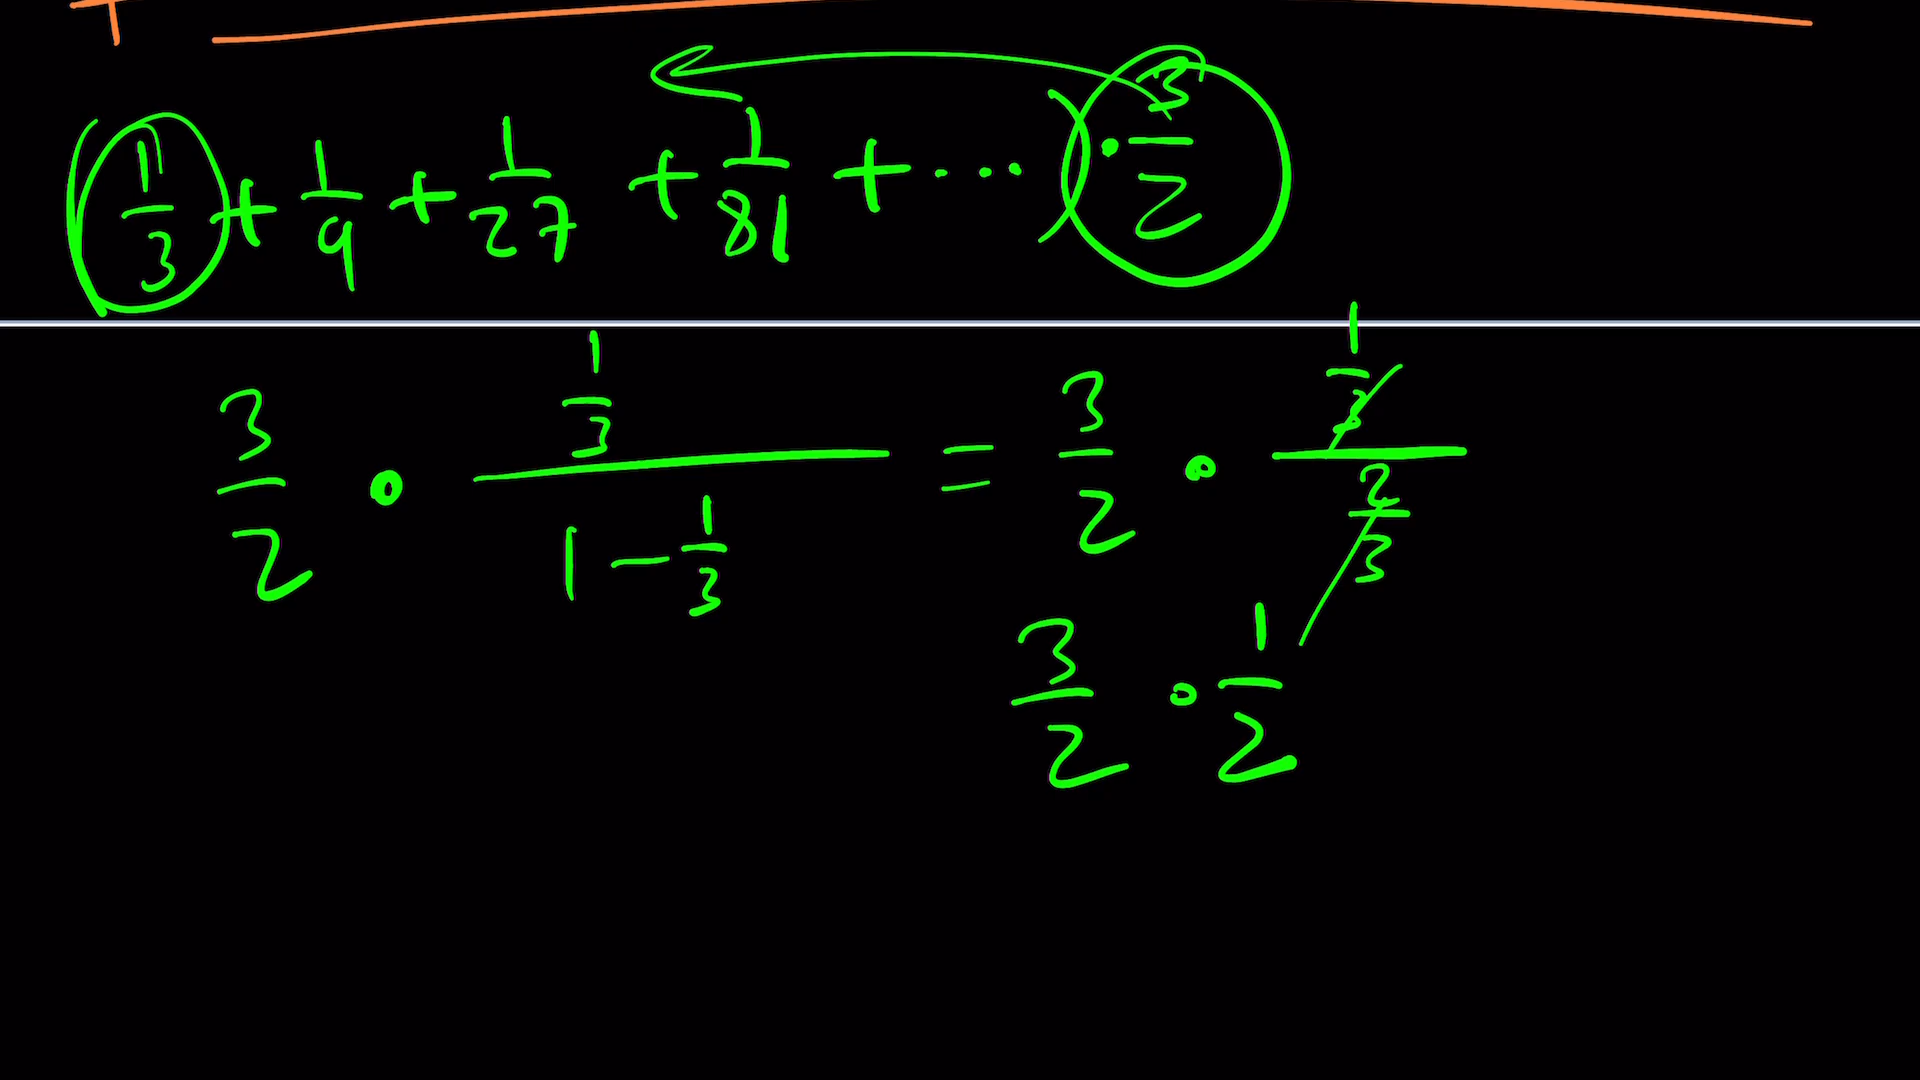 (1/3 + 1/9 + 1/27 + 1/81 + ...) · 3/2
3/2 · (1/3)/(1 - 1/3) = 3/2 · (1/3)/(2/3)
3/2 · 1/2